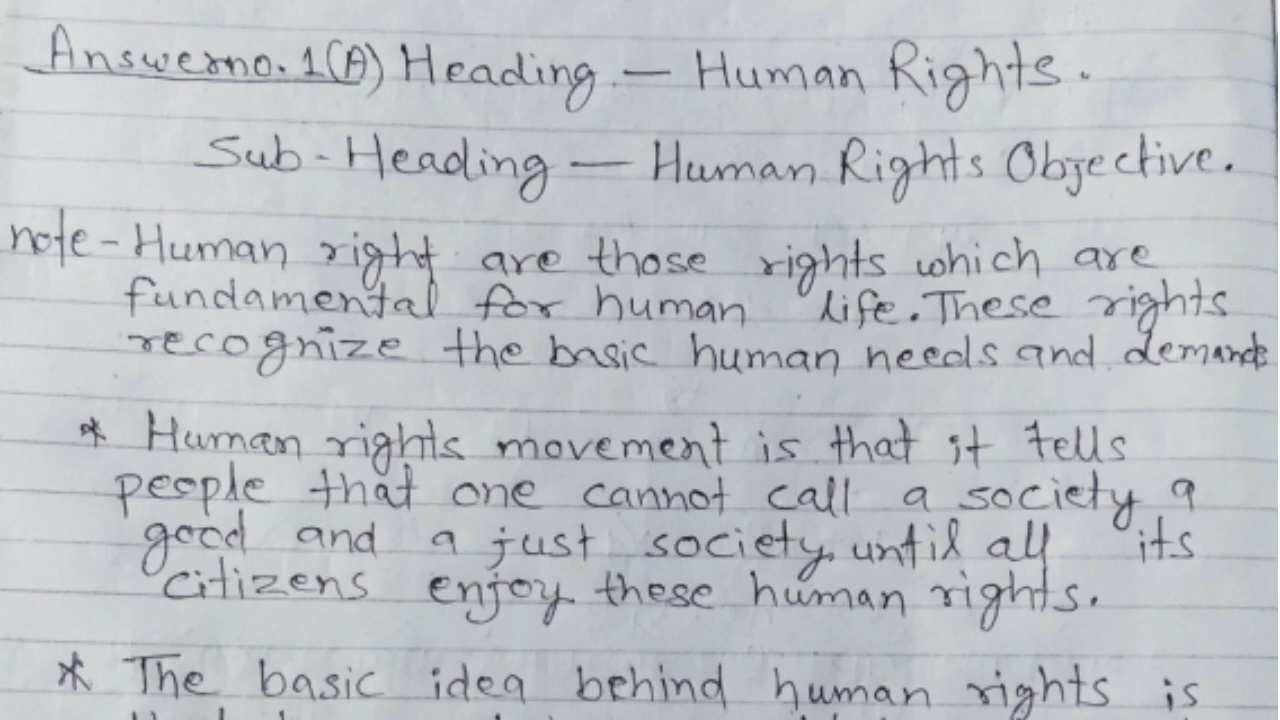 Answerno. 1(A) Heading — Human Rights.
Sub-Heading — Human Rights Objective.
note - Human right are those rights which are
fundamental for human life. These rights
recognize the basic human needs and demands
* Human rights movement is that it tells
people that one cannot call a society a
good and a just society until all its
citizens enjoy these human rights.
* The basic idea behind human rights is